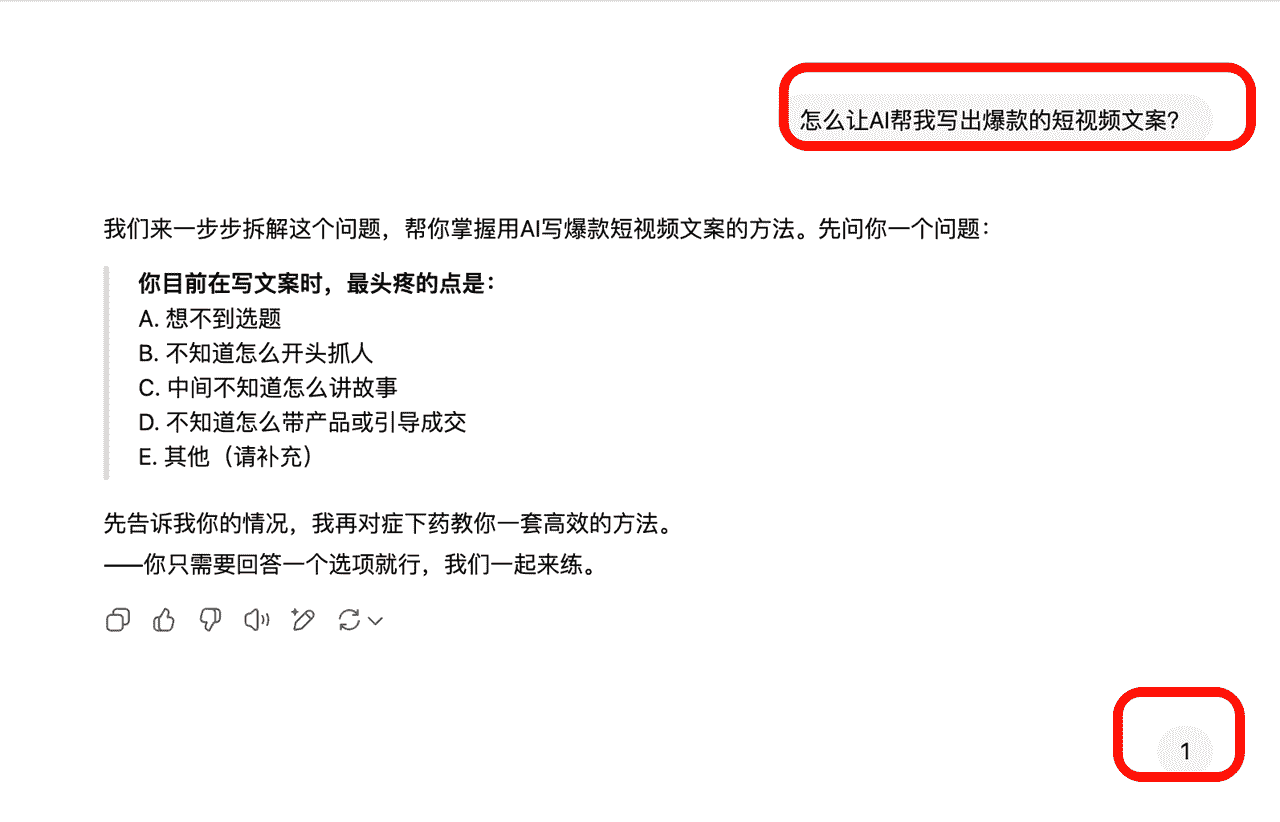 怎么让AI帮我写出爆款的短视频文案?
我们来一步步拆解这个问题，帮你掌握用AI写爆款短视频文案的方法。先问你一个问题：
你目前在写文案时，最头疼的点是：
A. 想不到选题
B. 不知道怎么开头抓人
C. 中间不知道怎么讲故事
D. 不知道怎么带产品或引导成交
E. 其他（请补充）
先告诉我你的情况，我再对症下药教你一套高效的方法。
——你只需要回答一个选项就行，我们一起来练。
1